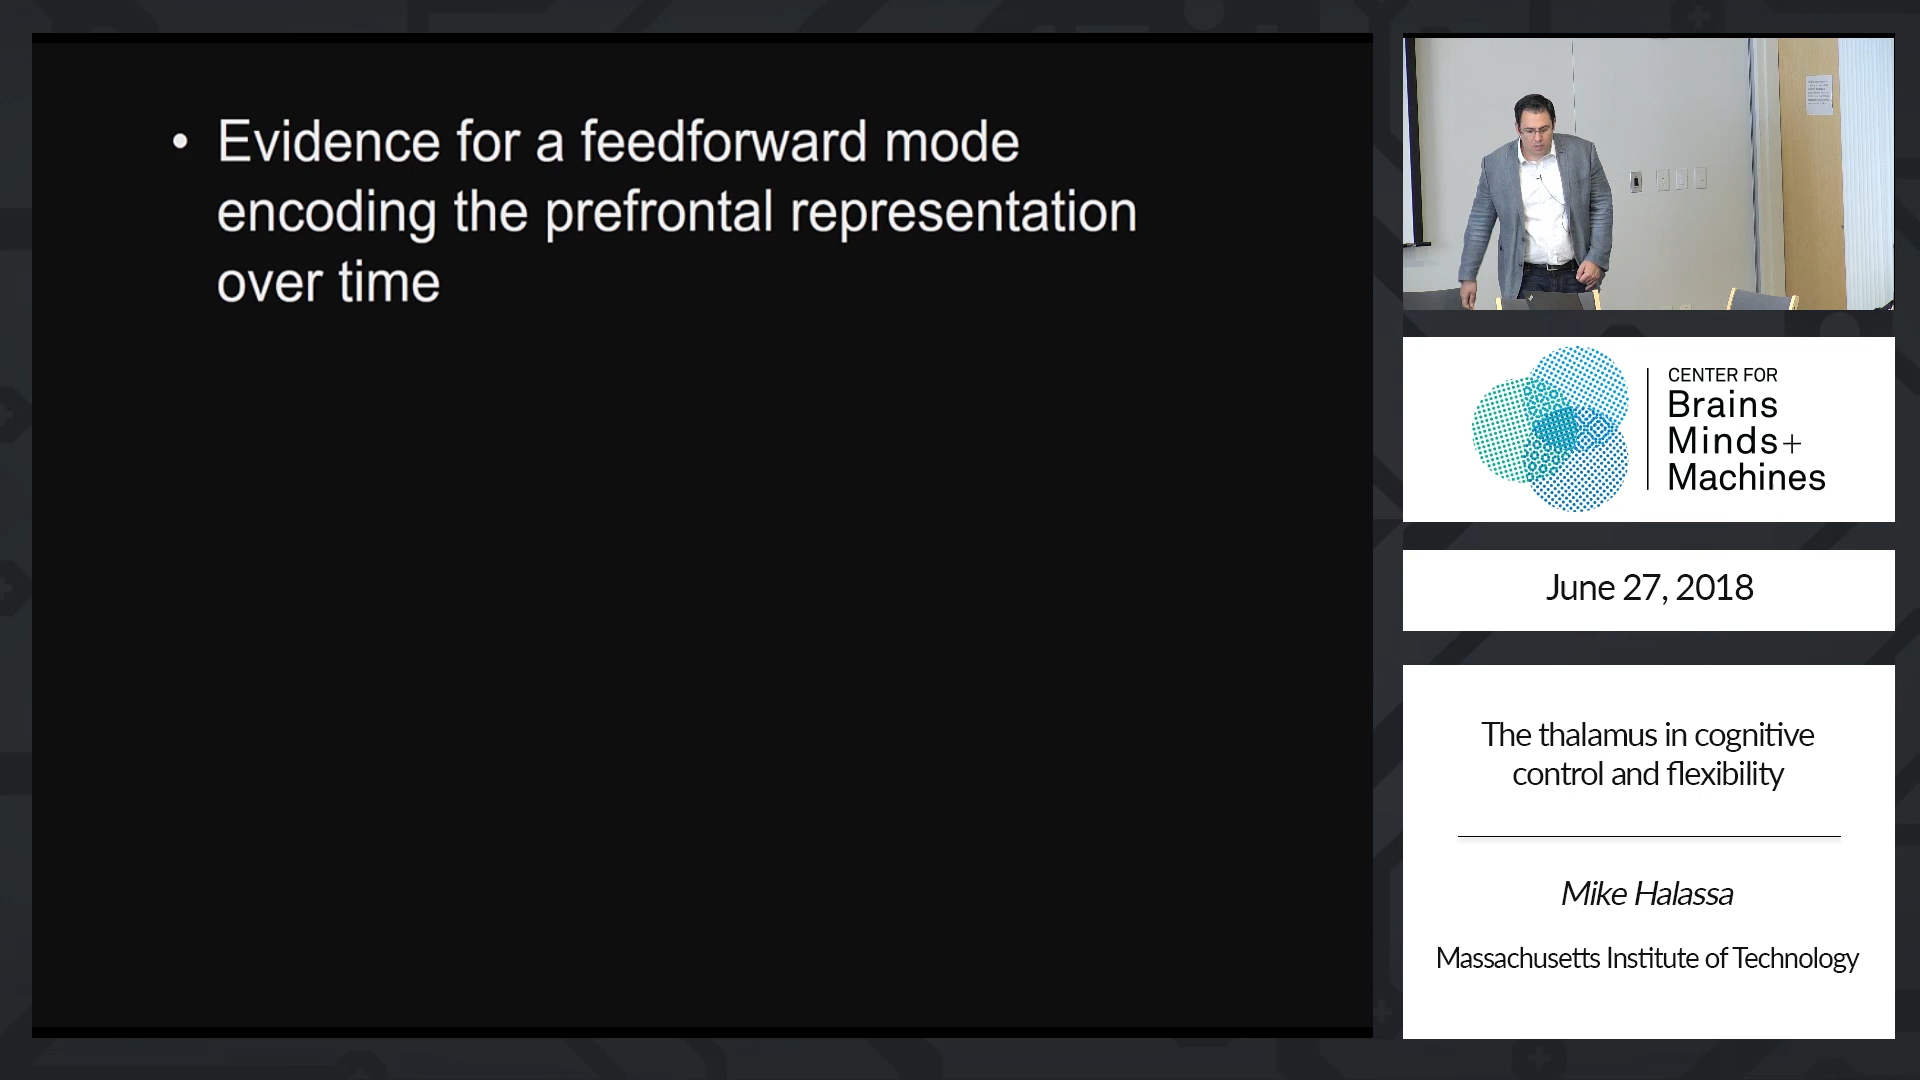 • Evidence for a feedforward mode
encoding the prefrontal representation
over time
CENTER FOR
Brains
Minds+
Machines
June 27, 2018
The thalamus in cognitive
control and flexibility
Mike Halassa
Massachusetts Institute of Technology